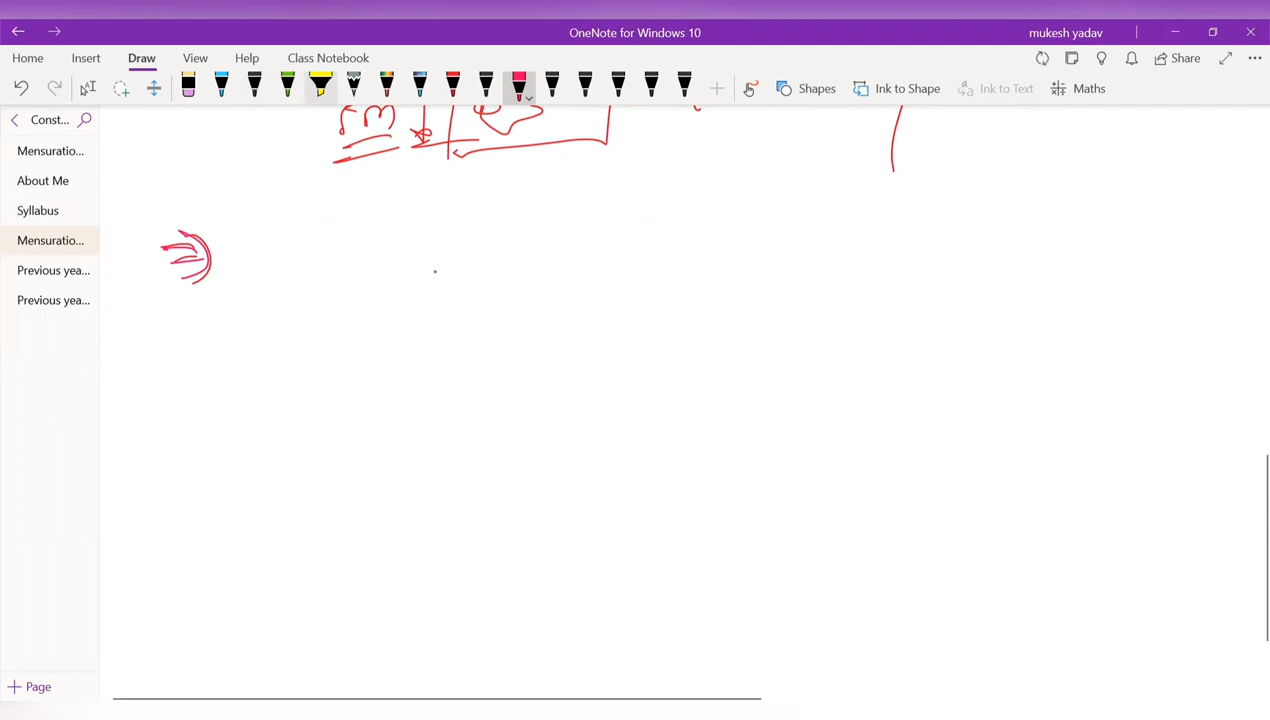 OneNote for Windows 10
mukesh yadav
Home Insert Draw View Help Class Notebook
Share
Shapes Ink to Shape Ink to Text Maths
Const...
Mensuratio...
About Me
Syllabus
Mensuratio...
Previous yea...
Previous yea...
Page